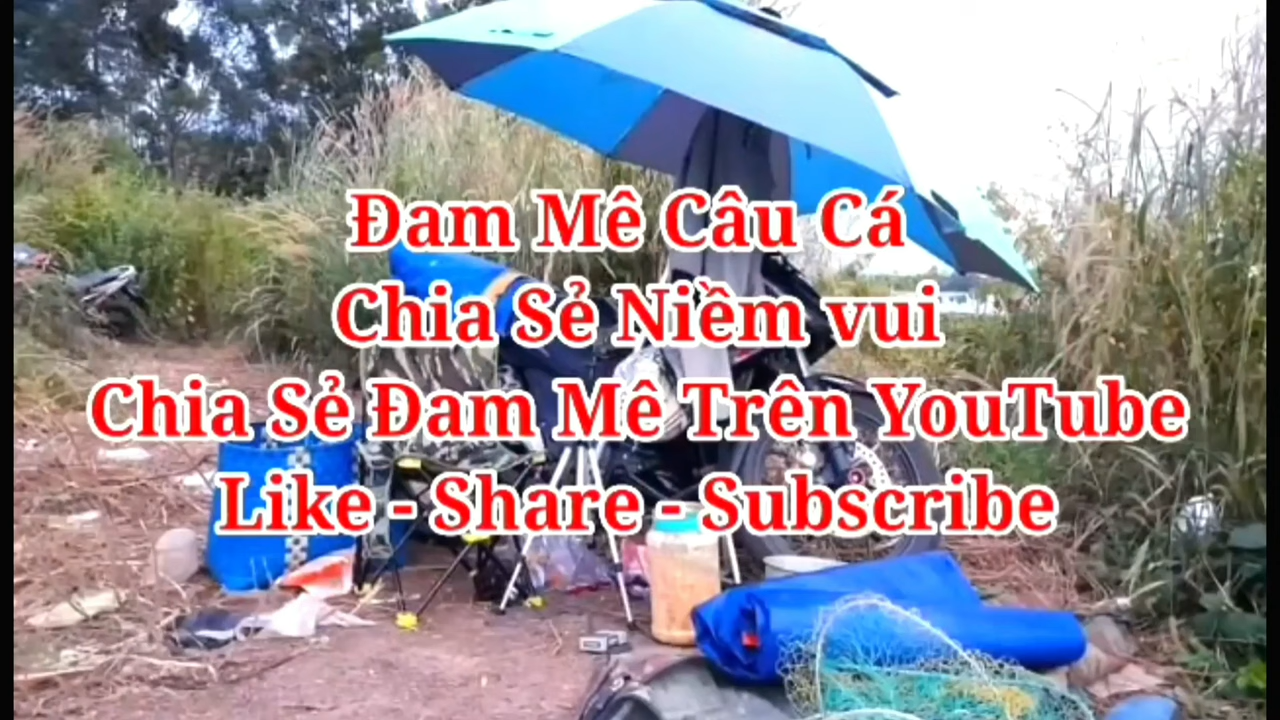 Đam Mê Câu Cá
Chia Sẻ Niềm vui
Chia Sẻ Đam Mê Trên YouTube
Like - Share - Subscribe